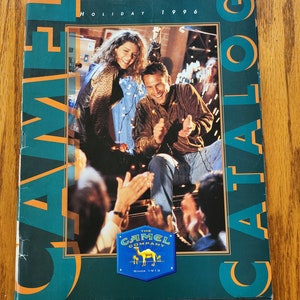 HOLIDAY 1996
CAMEL
CATALOG
THE
CAMEL
COMPANY
SINCE 1913